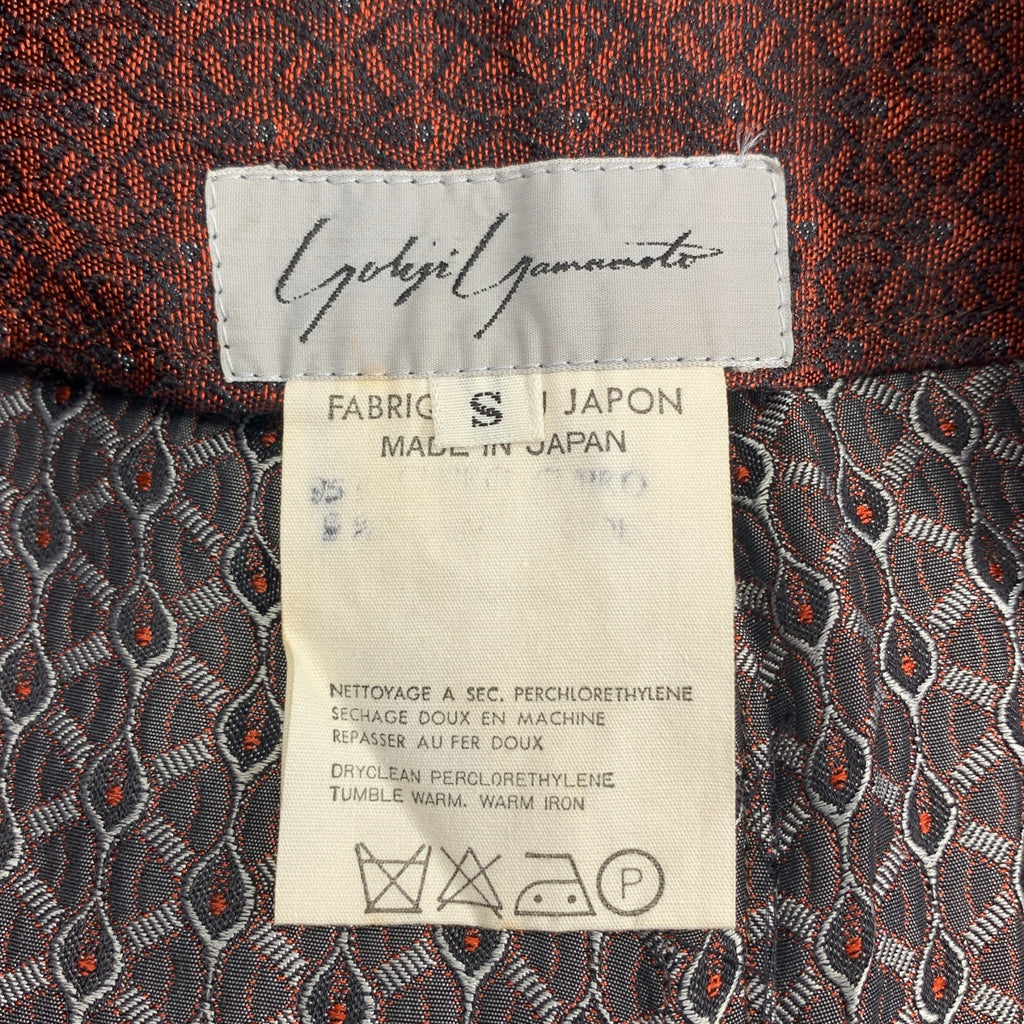 Yohji Yamamoto
S
FABRIQ U JAPON
MADE IN JAPAN
NETTOYAGE A SEC. PERCHLORETHYLENE
SECHAGE DOUX EN MACHINE
REPASSER AU FER DOUX
DRYCLEAN PERCLORETHYLENE
TUMBLE WARM. WARM IRON
P